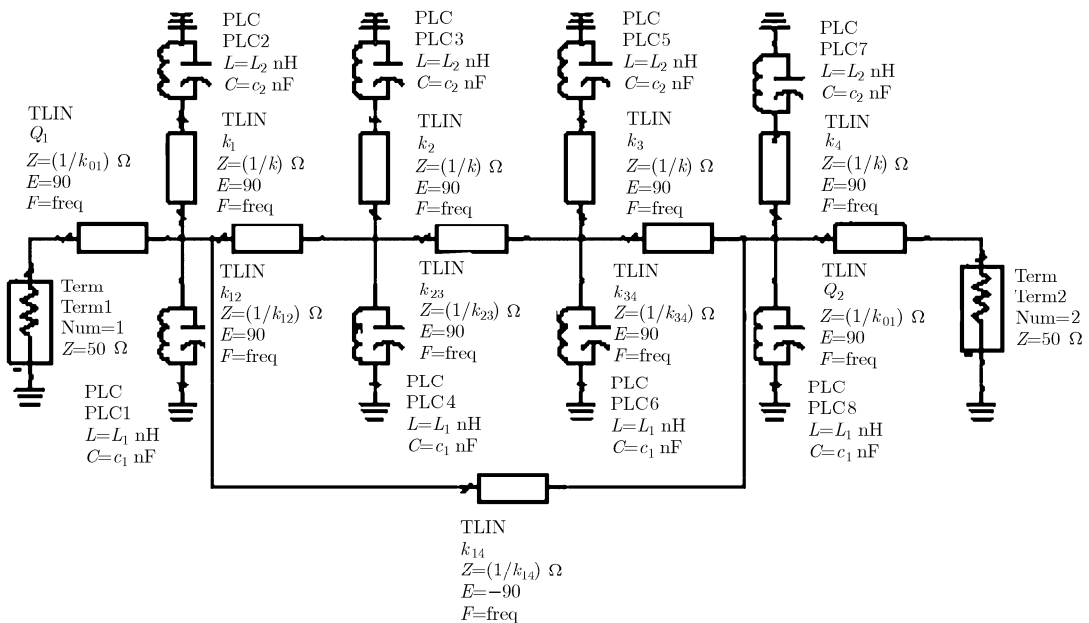 PLC
PLC2
L=L₂ nH
C=c₂ nF
PLC
PLC3
L=L₂ nH
C=c₂ nF
PLC
PLC5
L=L₂ nH
C=c₂ nF
PLC
PLC7
L=L₂ nH
C=c₂ nF
TLIN
Q₁
Z=(1/k₀₁) Ω
E=90
F=freq
TLIN
k₁
Z=(1/k) Ω
E=90
F=freq
TLIN
k₂
Z=(1/k) Ω
E=90
F=freq
TLIN
k₃
Z=(1/k) Ω
E=90
F=freq
TLIN
k₄
Z=(1/k) Ω
E=90
F=freq
Term
Term1
Num=1
Z=50 Ω
TLIN
k₁₂
Z=(1/k₁₂) Ω
E=90
F=freq
TLIN
k₂₃
Z=(1/k₂₃) Ω
E=90
F=freq
TLIN
k₃₄
Z=(1/k₃₄) Ω
E=90
F=freq
TLIN
Q₂
Z=(1/k₀₁) Ω
E=90
F=freq
Term
Term2
Num=2
Z=50 Ω
PLC
PLC1
L=L₁ nH
C=c₁ nF
PLC
PLC4
L=L₁ nH
C=c₁ nF
PLC
PLC6
L=L₁ nH
C=c₁ nF
PLC
PLC8
L=L₁ nH
C=c₁ nF
TLIN
k₁₄
Z=(1/k₁₄) Ω
E=−90
F=freq